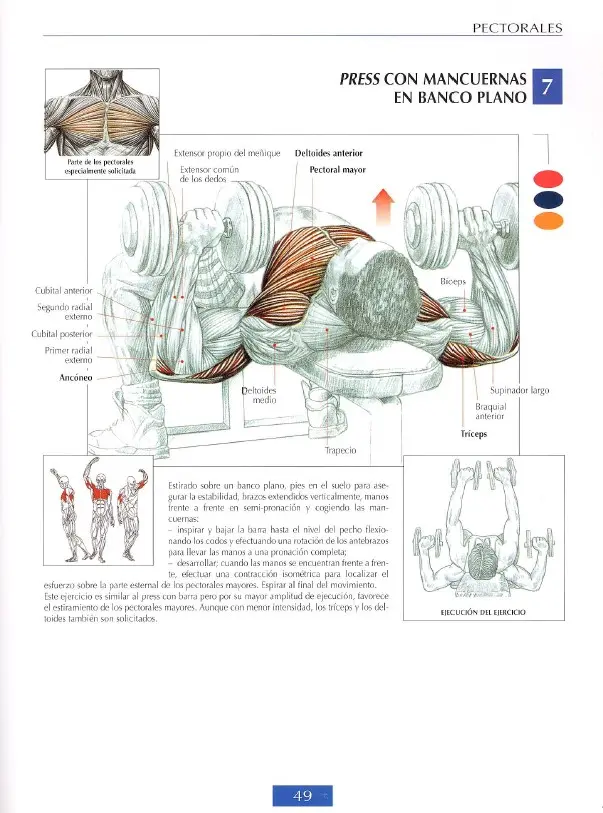 PECTORALES
PRESS CON MANCUERNAS
EN BANCO PLANO
7
Parte de los pectorales
especialmente solicitada
Extensor propio del meñique
Deltoides anterior
Extensor común
de los dedos
Pectoral mayor
Cubital anterior
Segundo radial
externo
Cubital posterior
Primer radial
externo
Ancóneo
Bíceps
Deltoides
medio
Supinador largo
Braquial
anterior
Tríceps
Trapecio
Estirado sobre un banco plano, pies en el suelo para ase-
gurar la estabilidad, brazos extendidos verticalmente, manos
frente a frente en semi-pronación y cogiendo las man-
cuernas:
– inspirar y bajar la barra hasta el nivel del pecho flexio-
nando los codos y efectuando una rotación de los antebrazos
para llevar las manos a una pronación completa;
– desarrollar; cuando las manos se encuentran frente a fren-
te, efectuar una contracción isométrica para localizar el
esfuerzo sobre la parte esternal de los pectorales mayores. Espirar al final del movimiento.
Este ejercicio es similar al press con barra pero por su mayor amplitud de ejecución, favorece
el estiramiento de los pectorales mayores. Aunque con menor intensidad, los tríceps y los del-
toides también son solicitados.
EJECUCIÓN DEL EJERCICIO
49